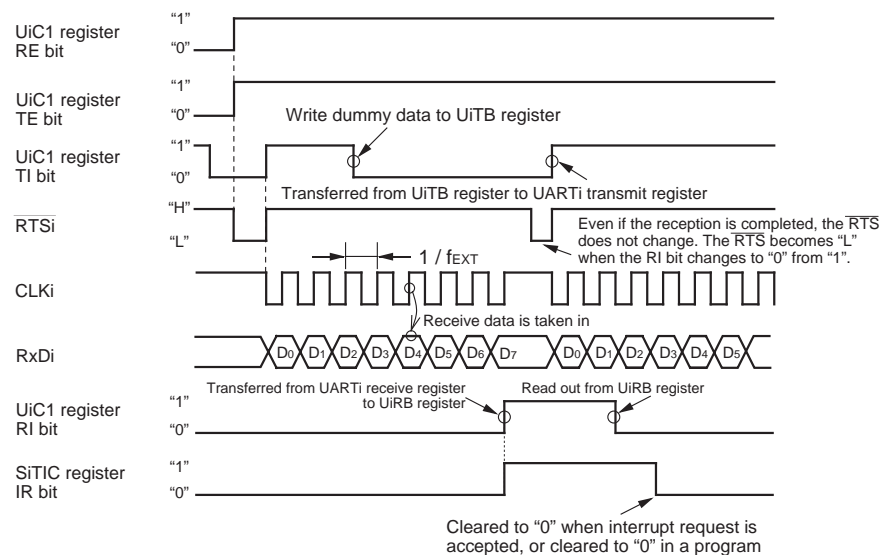 UiC1 register
RE bit
“1”
“0”
UiC1 register
TE bit
“1”
“0”
Write dummy data to UiTB register
UiC1 register
TI bit
“1”
“0”
Transferred from UiTB register to UARTi transmit register
RTSi
“H”
“L”
Even if the reception is completed, the RTS
does not change. The RTS becomes “L”
when the RI bit changes to “0” from “1”.
1 / fEXT
CLKi
Receive data is taken in
RxDi
D0 D1 D2 D3 D4 D5 D6 D7 D0 D1 D2 D3 D4 D5
Transferred from UARTi receive register
to UiRB register
Read out from UiRB register
UiC1 register
RI bit
“1”
“0”
SiTIC register
IR bit
“1”
“0”
Cleared to “0” when interrupt request is
accepted, or cleared to “0” in a program